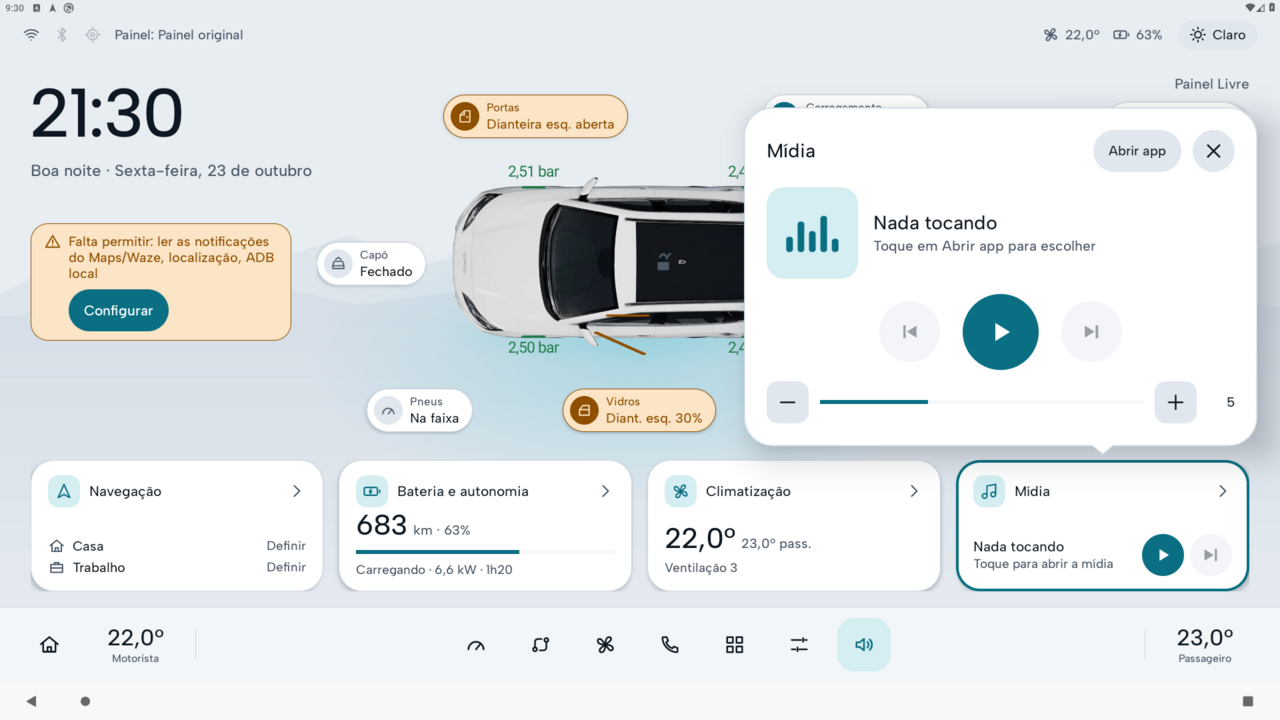 9:30
Painel: Painel original
22,0°
63%
Claro
21:30
Boa noite · Sexta-feira, 23 de outubro
Painel Livre
Portas
Dianteira esq. aberta
2,51 bar
Falta permitir: ler as notificações
do Maps/Waze, localização, ADB
local
Configurar
Capô
Fechado
2,50 bar
Pneus
Na faixa
Vidros
Diant. esq. 30%
Mídia
Abrir app
Nada tocando
Toque em Abrir app para escolher
5
Navegação
Casa
Definir
Trabalho
Definir
Bateria e autonomia
683 km · 63%
Carregando · 6,6 kW · 1h20
Climatização
22,0° 23,0° pass.
Ventilação 3
Mídia
Nada tocando
Toque para abrir a mídia
22,0°
Motorista
23,0°
Passageiro